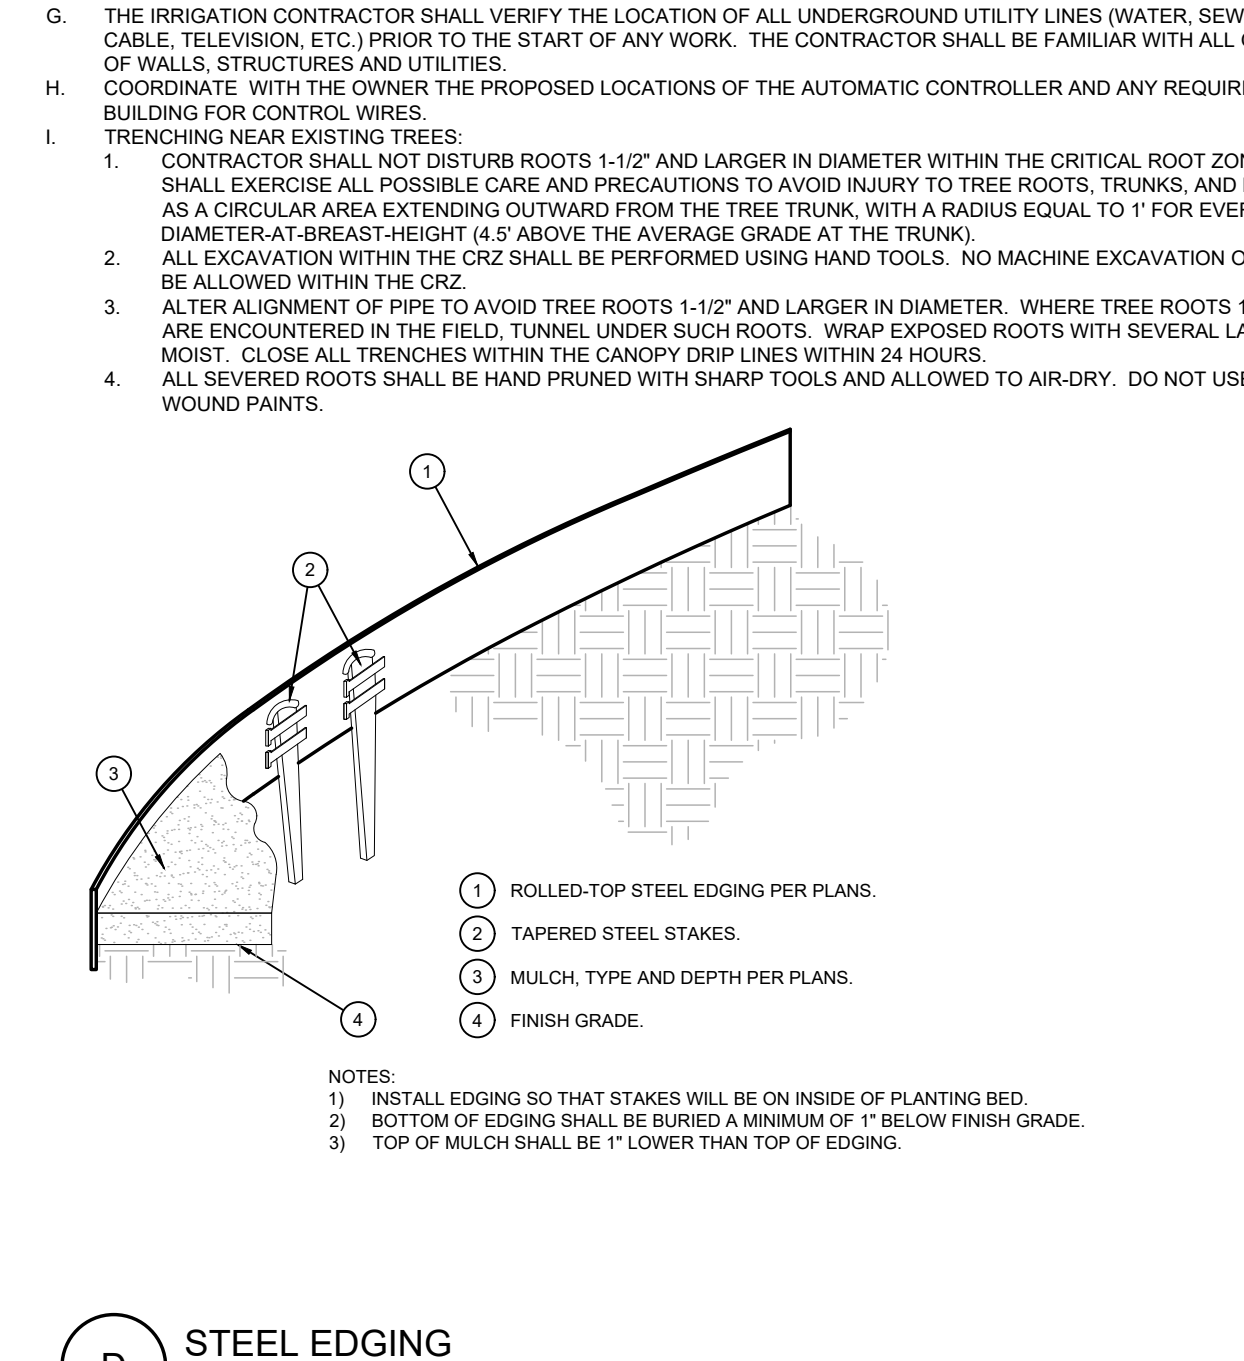 G. THE IRRIGATION CONTRACTOR SHALL VERIFY THE LOCATION OF ALL UNDERGROUND UTILITY LINES (WATER, SEW
CABLE, TELEVISION, ETC.) PRIOR TO THE START OF ANY WORK. THE CONTRACTOR SHALL BE FAMILIAR WITH ALL
OF WALLS, STRUCTURES AND UTILITIES.
H. COORDINATE WITH THE OWNER THE PROPOSED LOCATIONS OF THE AUTOMATIC CONTROLLER AND ANY REQUIR
BUILDING FOR CONTROL WIRES.
I. TRENCHING NEAR EXISTING TREES:
1. CONTRACTOR SHALL NOT DISTURB ROOTS 1-1/2" AND LARGER IN DIAMETER WITHIN THE CRITICAL ROOT ZON
SHALL EXERCISE ALL POSSIBLE CARE AND PRECAUTIONS TO AVOID INJURY TO TREE ROOTS, TRUNKS, AND
AS A CIRCULAR AREA EXTENDING OUTWARD FROM THE TREE TRUNK, WITH A RADIUS EQUAL TO 1' FOR EVER
DIAMETER-AT-BREAST-HEIGHT (4.5' ABOVE THE AVERAGE GRADE AT THE TRUNK).
2. ALL EXCAVATION WITHIN THE CRZ SHALL BE PERFORMED USING HAND TOOLS. NO MACHINE EXCAVATION O
BE ALLOWED WITHIN THE CRZ.
3. ALTER ALIGNMENT OF PIPE TO AVOID TREE ROOTS 1-1/2" AND LARGER IN DIAMETER. WHERE TREE ROOTS 1
ARE ENCOUNTERED IN THE FIELD, TUNNEL UNDER SUCH ROOTS. WRAP EXPOSED ROOTS WITH SEVERAL LA
MOIST. CLOSE ALL TRENCHES WITHIN THE CANOPY DRIP LINES WITHIN 24 HOURS.
4. ALL SEVERED ROOTS SHALL BE HAND PRUNED WITH SHARP TOOLS AND ALLOWED TO AIR-DRY. DO NOT USE
WOUND PAINTS.
1
2
3
4
1 ROLLED-TOP STEEL EDGING PER PLANS.
2 TAPERED STEEL STAKES.
3 MULCH, TYPE AND DEPTH PER PLANS.
4 FINISH GRADE.
NOTES:
1) INSTALL EDGING SO THAT STAKES WILL BE ON INSIDE OF PLANTING BED.
2) BOTTOM OF EDGING SHALL BE BURIED A MINIMUM OF 1" BELOW FINISH GRADE.
3) TOP OF MULCH SHALL BE 1" LOWER THAN TOP OF EDGING.
STEEL EDGING